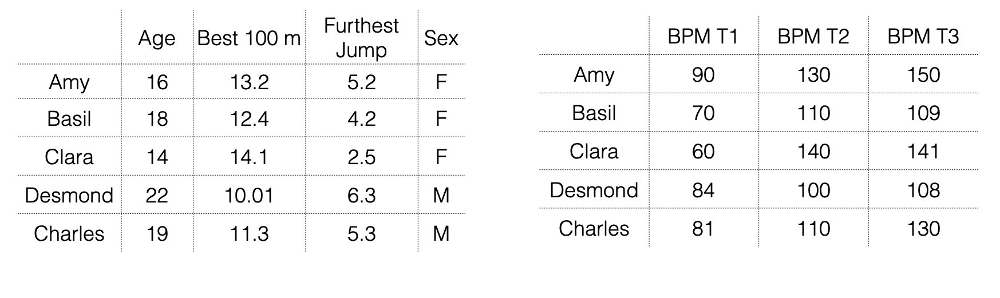 Age Best 100 m Furthest Jump Sex
Amy 16 13.2 5.2 F
Basil 18 12.4 4.2 F
Clara 14 14.1 2.5 F
Desmond 22 10.01 6.3 M
Charles 19 11.3 5.3 M
BPM T1 BPM T2 BPM T3
Amy 90 130 150
Basil 70 110 109
Clara 60 140 141
Desmond 84 100 108
Charles 81 110 130